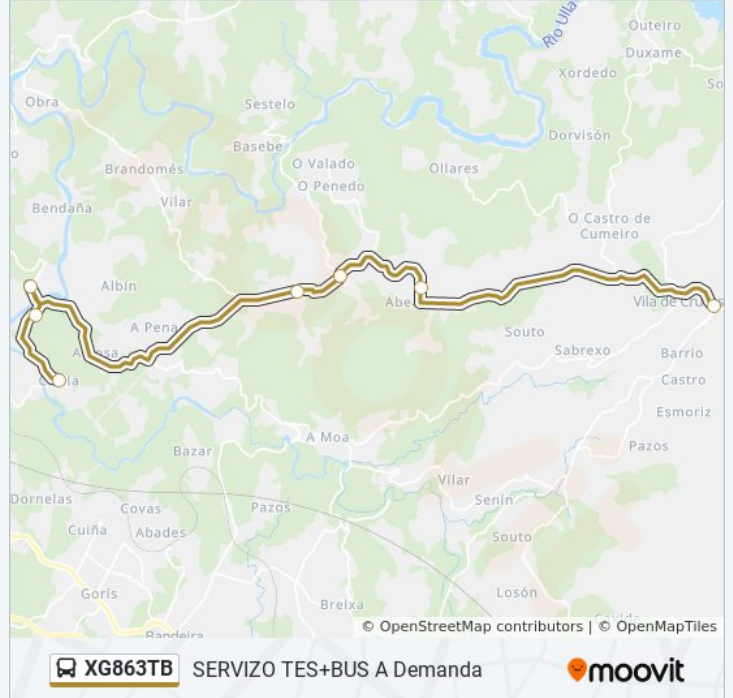 Outeiro
Río Ulla
Duxame
Xordedo
So
Obra
Sestelo
Dorvisón
Basebe
O Valado
Brandomés
Ollares
O Penedo
Vilar
Bendaña
O Castro de
Cumeiro
Albín
Abe
Vila de Cru
A Pena
Souto
Sabrexo
Barrio
Castro
Esmoriz
A Moa
Pazos
Bazar
Vilar
Senín
Dornelas
Covas
Pazos
Cuiña
Abades
Souto
Gorís
Losón
Breixa
Bandeira
© OpenStreetMap contributors | © OpenMapTiles
XG863TB SERVIZO TES+BUS A Demanda moovit